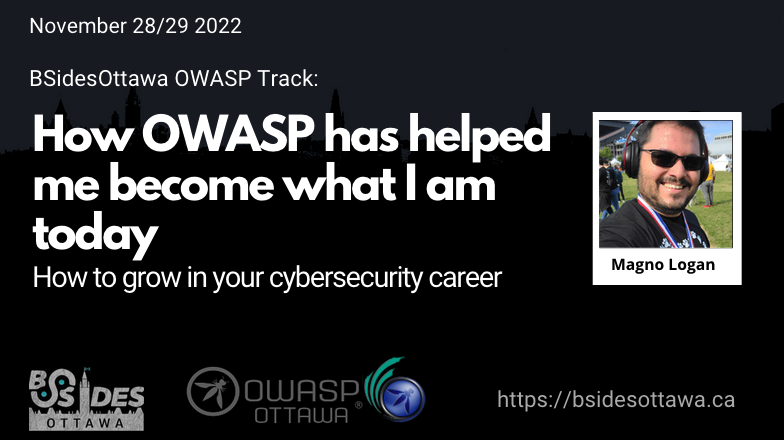 November 28/29 2022
BSidesOttawa OWASP Track:
How OWASP has helped
me become what I am
today
How to grow in your cybersecurity career
Magno Logan
BSIDES
OTTAWA
OWASP
OTTAWA®
https://bsidesottawa.ca